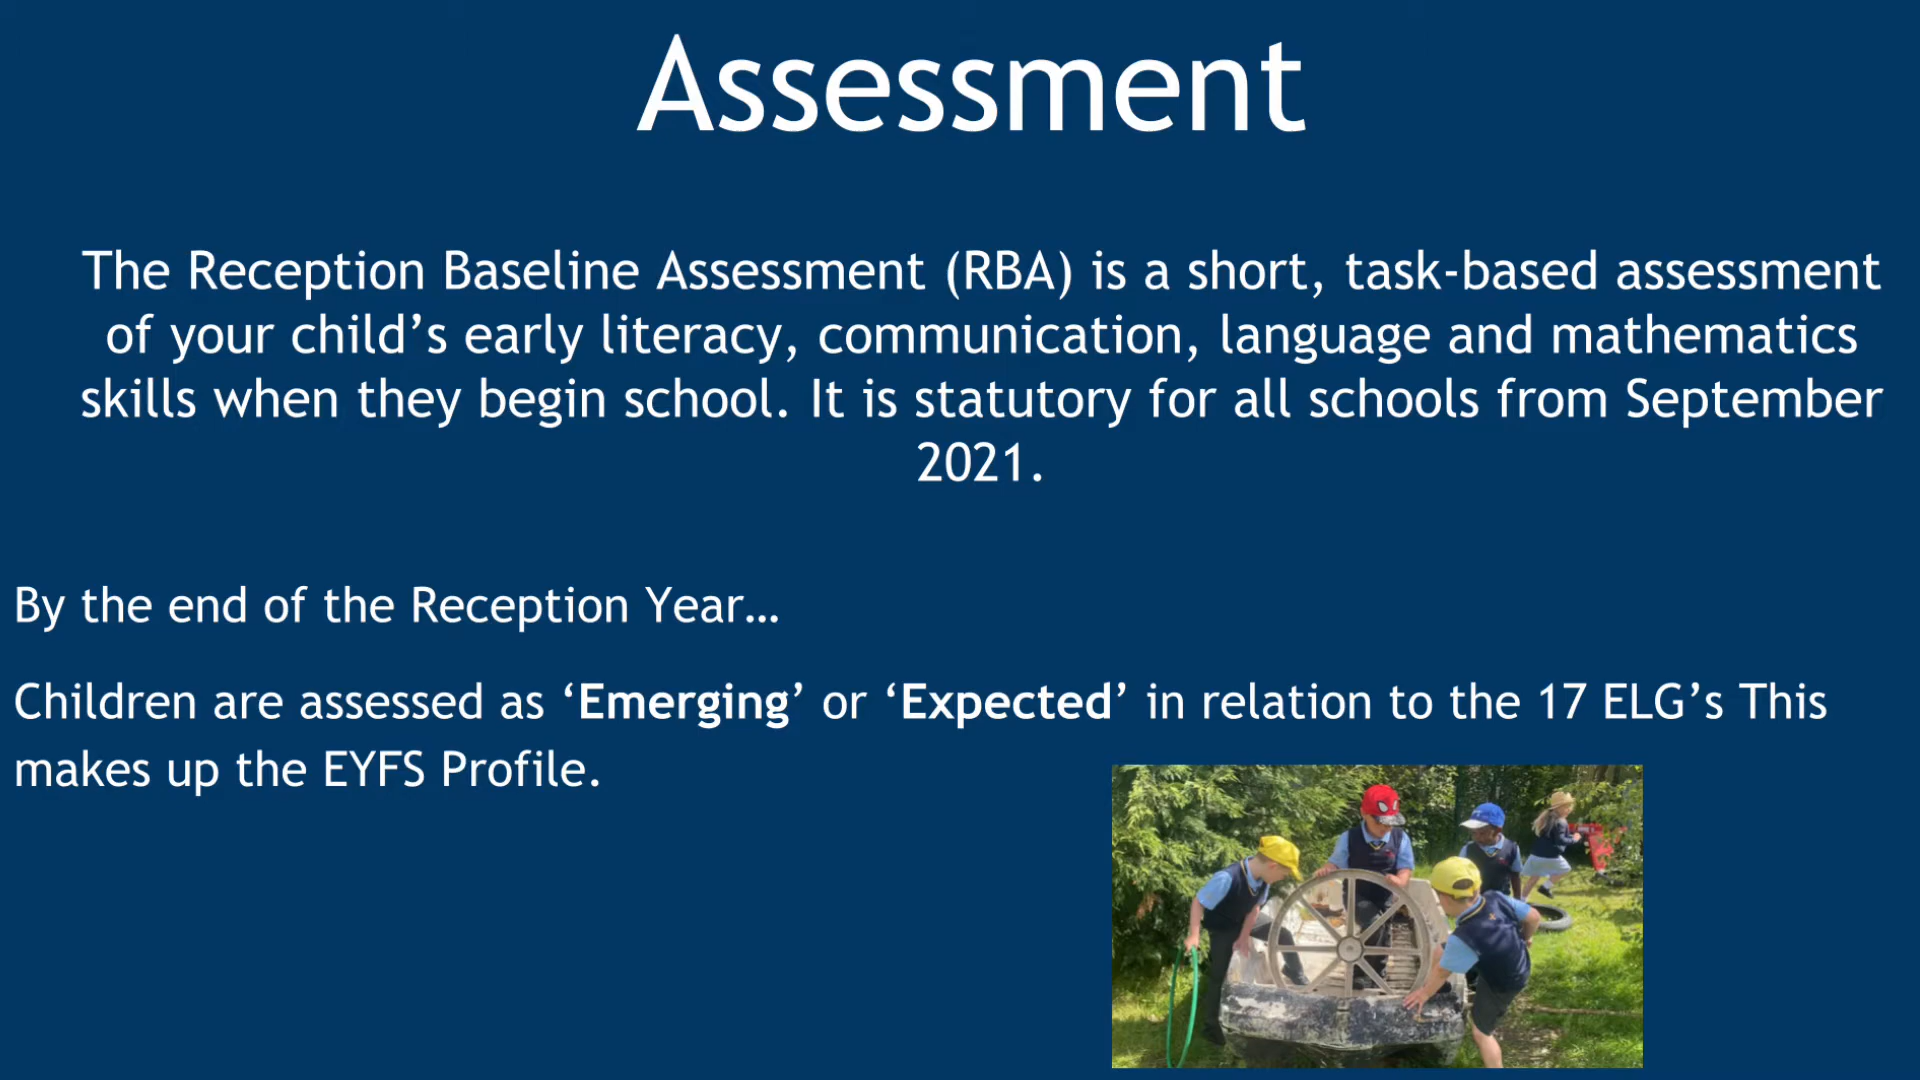 Assessment
The Reception Baseline Assessment (RBA) is a short, task-based assessment
of your child’s early literacy, communication, language and mathematics
skills when they begin school. It is statutory for all schools from September
2021.
By the end of the Reception Year…
Children are assessed as ‘Emerging’ or ‘Expected’ in relation to the 17 ELG’s This
makes up the EYFS Profile.